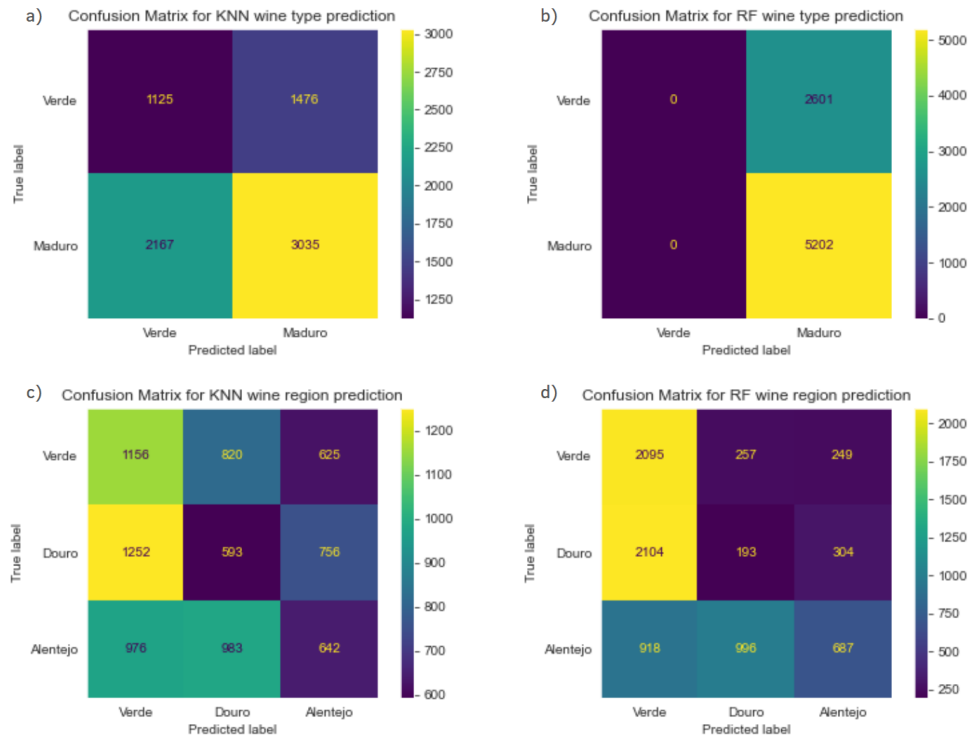 a) Confusion Matrix for KNN wine type prediction
Verde 1125 1476
Maduro 2167 3035
True label
Verde Maduro
Predicted label
3000
2750
2500
2250
2000
1750
1500
1250
b) Confusion Matrix for RF wine type prediction
Verde 0 2601
Maduro 0 5202
True label
Verde Maduro
Predicted label
5000
4000
3000
2000
1000
0
c) Confusion Matrix for KNN wine region prediction
Verde 1156 820 625
Douro 1252 593 756
Alentejo 976 983 642
True label
Verde Douro Alentejo
Predicted label
1200
1100
1000
900
800
700
600
d) Confusion Matrix for RF wine region prediction
Verde 2095 257 249
Douro 2104 193 304
Alentejo 918 996 687
True label
Verde Douro Alentejo
Predicted label
2000
1750
1500
1250
1000
750
500
250